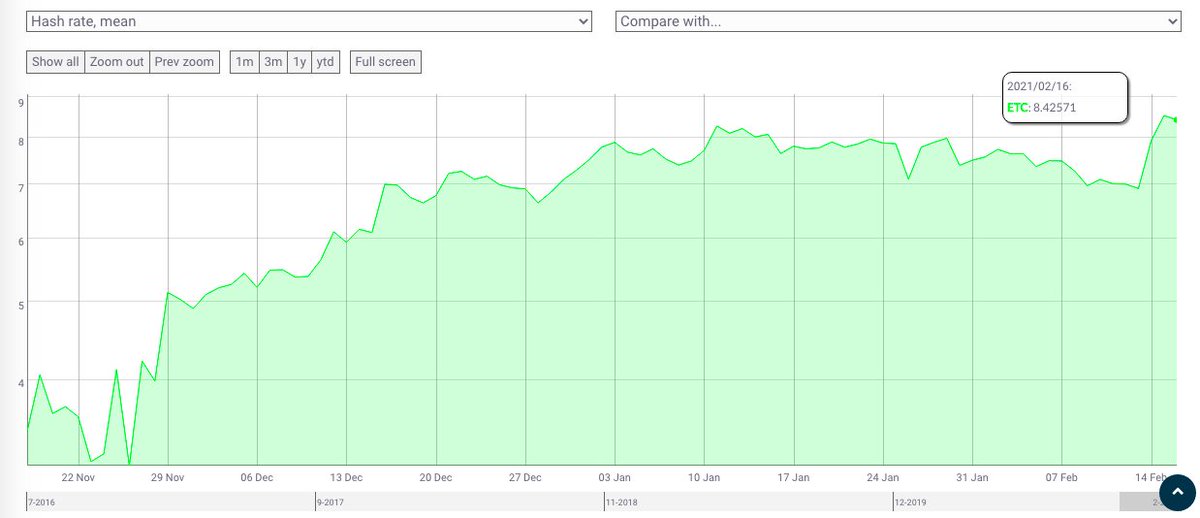 Hash rate, mean Compare with...
Show all Zoom out Prev zoom 1m 3m 1y ytd Full screen
2021/02/16:
ETC: 8.42571
9
8
7
6
5
4
22 Nov 29 Nov 06 Dec 13 Dec 20 Dec 27 Dec 03 Jan 10 Jan 17 Jan 24 Jan 31 Jan 07 Feb 14 Feb
7-2016 9-2017 11-2018 12-2019